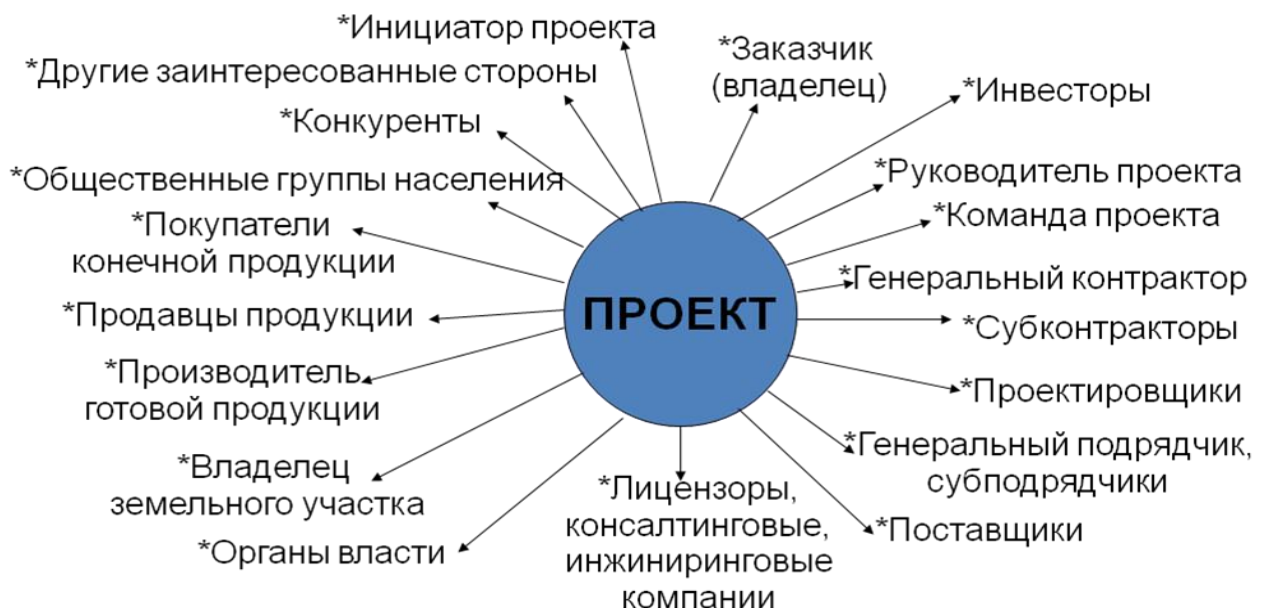 *Инициатор проекта
*Другие заинтересованные стороны
*Конкуренты
*Общественные группы населения
*Покупатели
конечной продукции
*Продавцы продукции
*Производитель
готовой продукции
*Владелец
земельного участка
*Органы власти
*Заказчик
(владелец)
*Инвесторы
*Руководитель проекта
*Команда проекта
*Генеральный контрактор
*Субконтракторы
*Проектировщики
*Генеральный подрядчик,
субподрядчики
*Поставщики
*Лицензоры,
консалтинговые,
инжиниринговые
компании
ПРОЕКТ